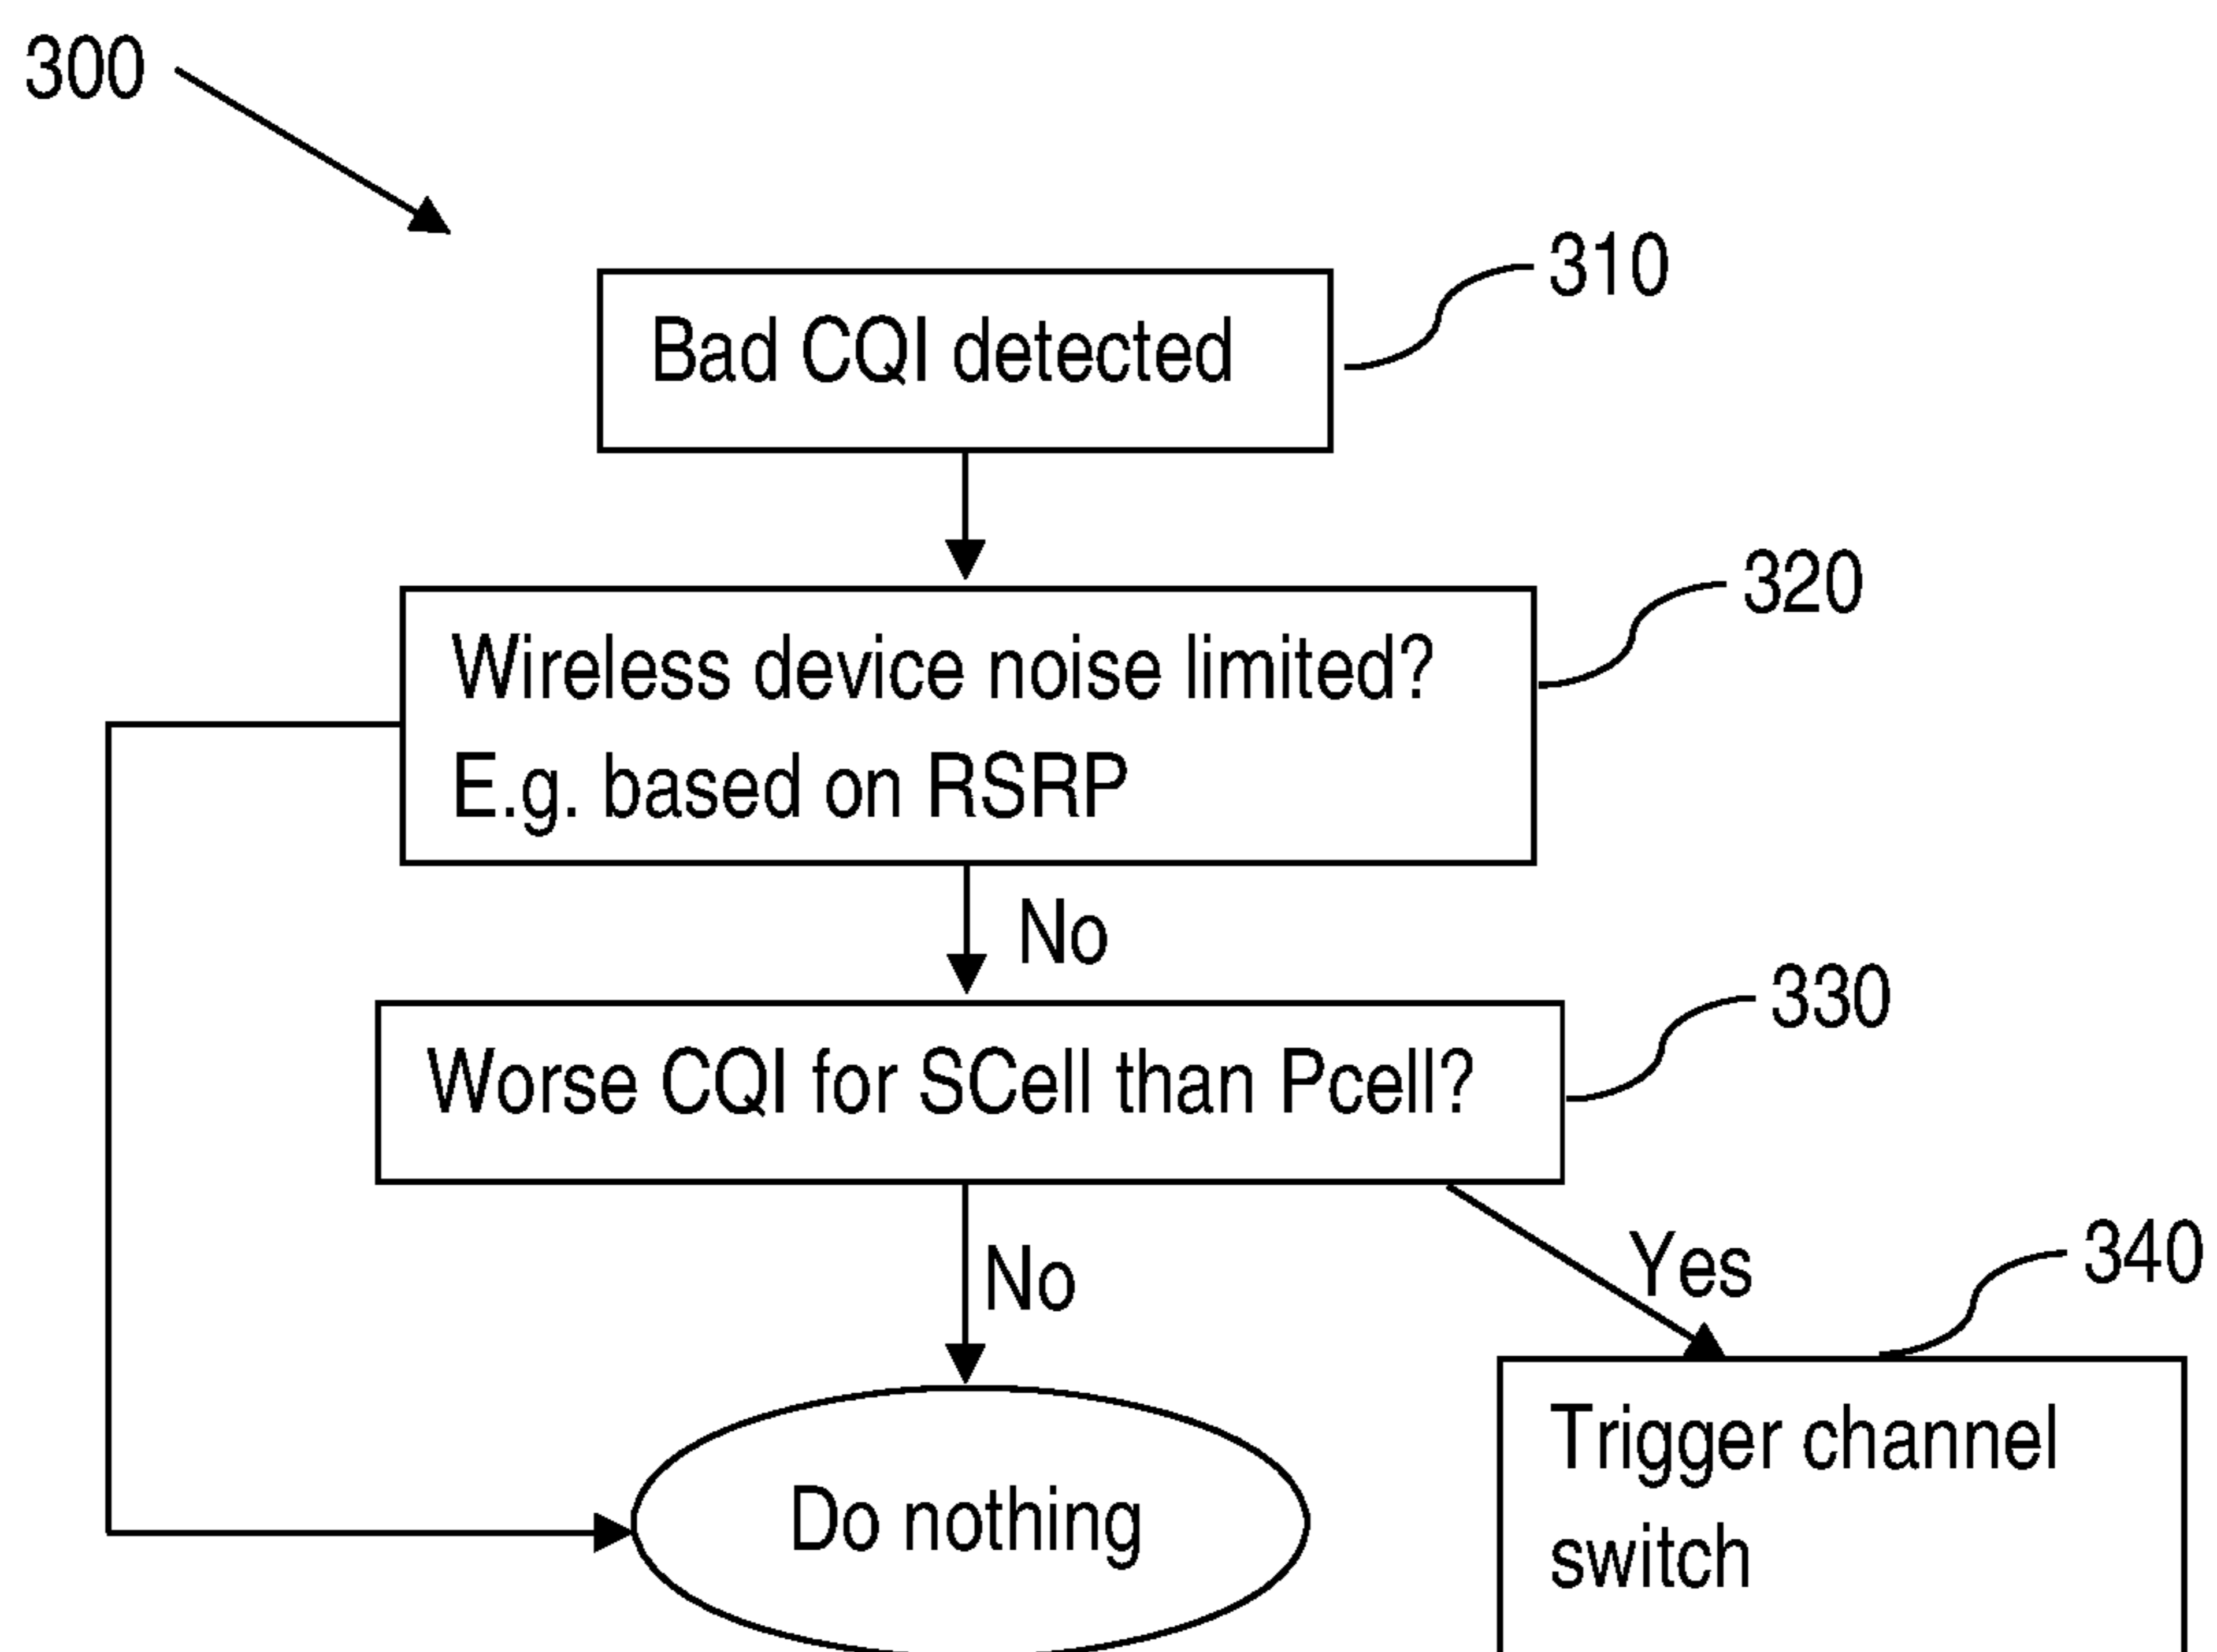 300
310
Bad CQI detected
320
Wireless device noise limited?
E.g. based on RSRP
No
330
Worse CQI for SCell than Pcell?
No
Yes
340
Do nothing
Trigger channel
switch